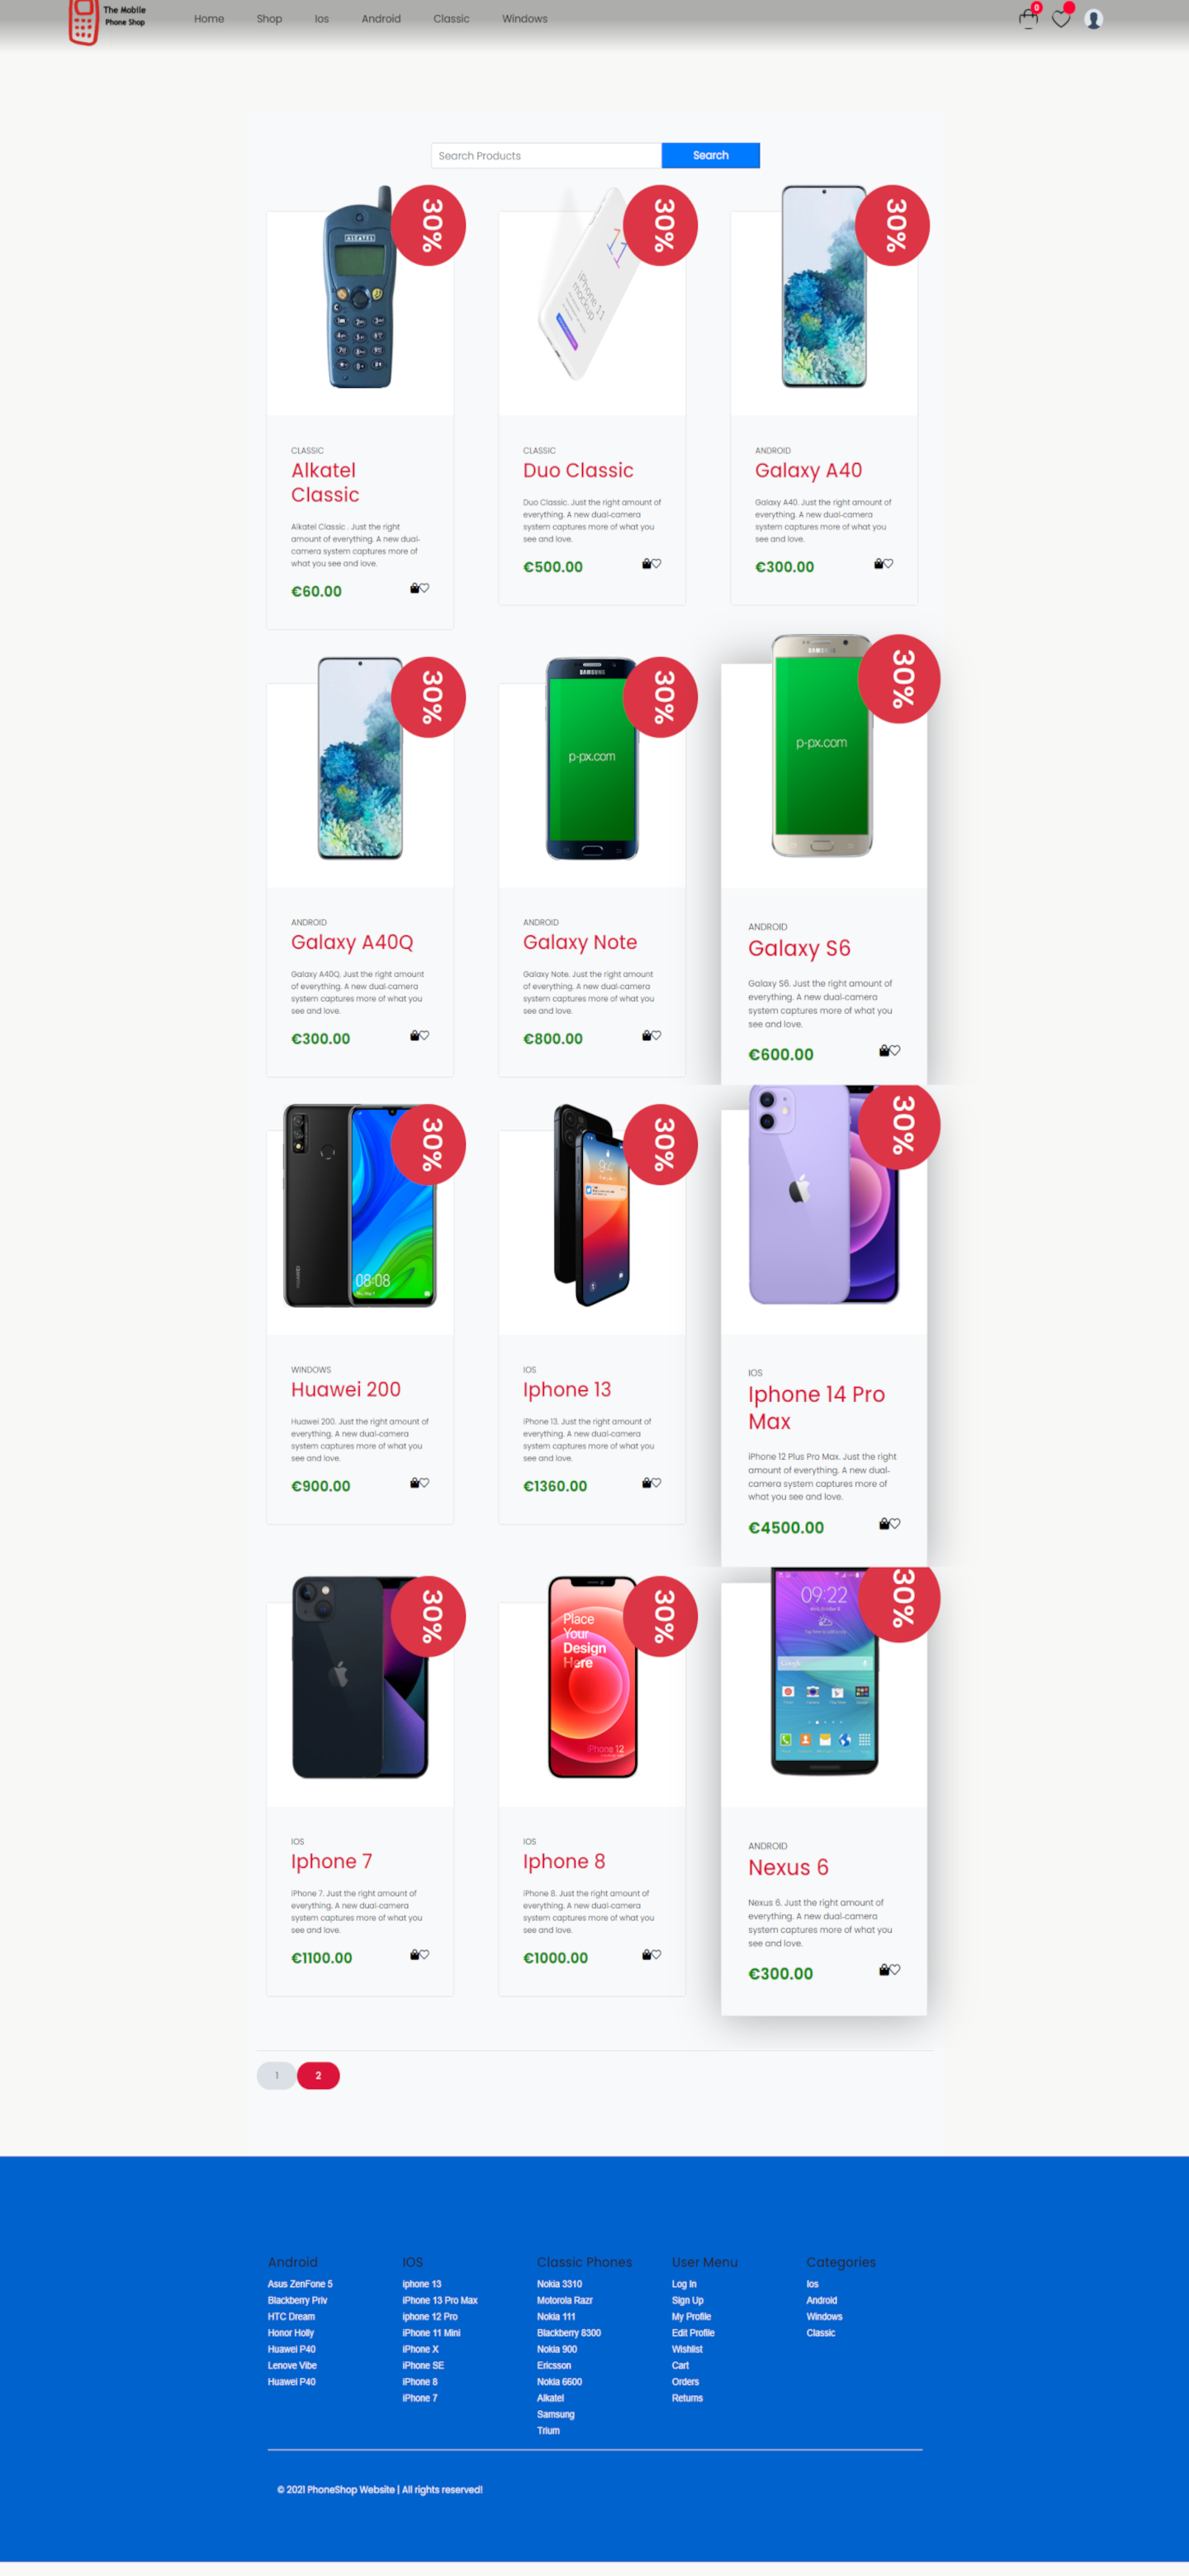 The Mobile
Phone Shop
Home
Shop
Ios
Android
Classic
Windows
0
Search Products
Search
30%
ALCATEL
30%
iPhone 11
mockup
30%
CLASSIC
Alkatel
Classic
Alkatel Classic . Just the right
amount of everything. A new dual-
camera system captures more of
what you see and love.
€60.00
CLASSIC
Duo Classic
Duo Classic. Just the right amount of
everything. A new dual-camera
system captures more of what you
see and love.
€500.00
ANDROID
Galaxy A40
Galaxy A40. Just the right amount of
everything. A new dual-camera
system captures more of what you
see and love.
€300.00
30%
30%
SAMSUNG
p-px.com
30%
SAMSUNG
p-px.com
ANDROID
Galaxy A40Q
Galaxy A40Q. Just the right amount
of everything. A new dual-camera
system captures more of what you
see and love.
€300.00
ANDROID
Galaxy Note
Galaxy Note. Just the right amount
of everything. A new dual-camera
system captures more of what you
see and love.
€800.00
ANDROID
Galaxy S6
Galaxy S6. Just the right amount of
everything. A new dual-camera
system captures more of what you
see and love.
€600.00
30%
HUAWEI
08:08
30%
30%
WINDOWS
Huawei 200
Huawei 200. Just the right amount of
everything. A new dual-camera
system captures more of what you
see and love.
€900.00
IOS
Iphone 13
iPhone 13. Just the right amount of
everything. A new dual-camera
system captures more of what you
see and love.
€1360.00
IOS
Iphone 14 Pro
Max
iPhone 12 Plus Pro Max. Just the right
amount of everything. A new dual-
camera system captures more of
what you see and love.
€4500.00
30%
30%
Place
Your
Design
Here
iPhone 12
30%
09:22
Google
IOS
Iphone 7
iPhone 7. Just the right amount of
everything. A new dual-camera
system captures more of what you
see and love.
€1100.00
IOS
Iphone 8
iPhone 8. Just the right amount of
everything. A new dual-camera
system captures more of what you
see and love.
€1000.00
ANDROID
Nexus 6
Nexus 6. Just the right amount of
everything. A new dual-camera
system captures more of what you
see and love.
€300.00
1
2
Android
Asus ZenFone 5
Blackberry Priv
HTC Dream
Honor Holly
Huawei P40
Lenove Vibe
Huawei P40
IOS
iphone 13
iPhone 13 Pro Max
iphone 12 Pro
iPhone 11 Mini
iPhone X
iPhone SE
iPhone 8
iPhone 7
Classic Phones
Nokia 3310
Motorola Razr
Nokia 111
Blackberry 8300
Nokia 900
Ericsson
Nokia 6600
Alkatel
Samsung
Trium
User Menu
Log In
Sign Up
My Profile
Edit Profile
Wishlist
Cart
Orders
Returns
Categories
Ios
Android
Windows
Classic
© 2021 PhoneShop Website | All rights reserved!